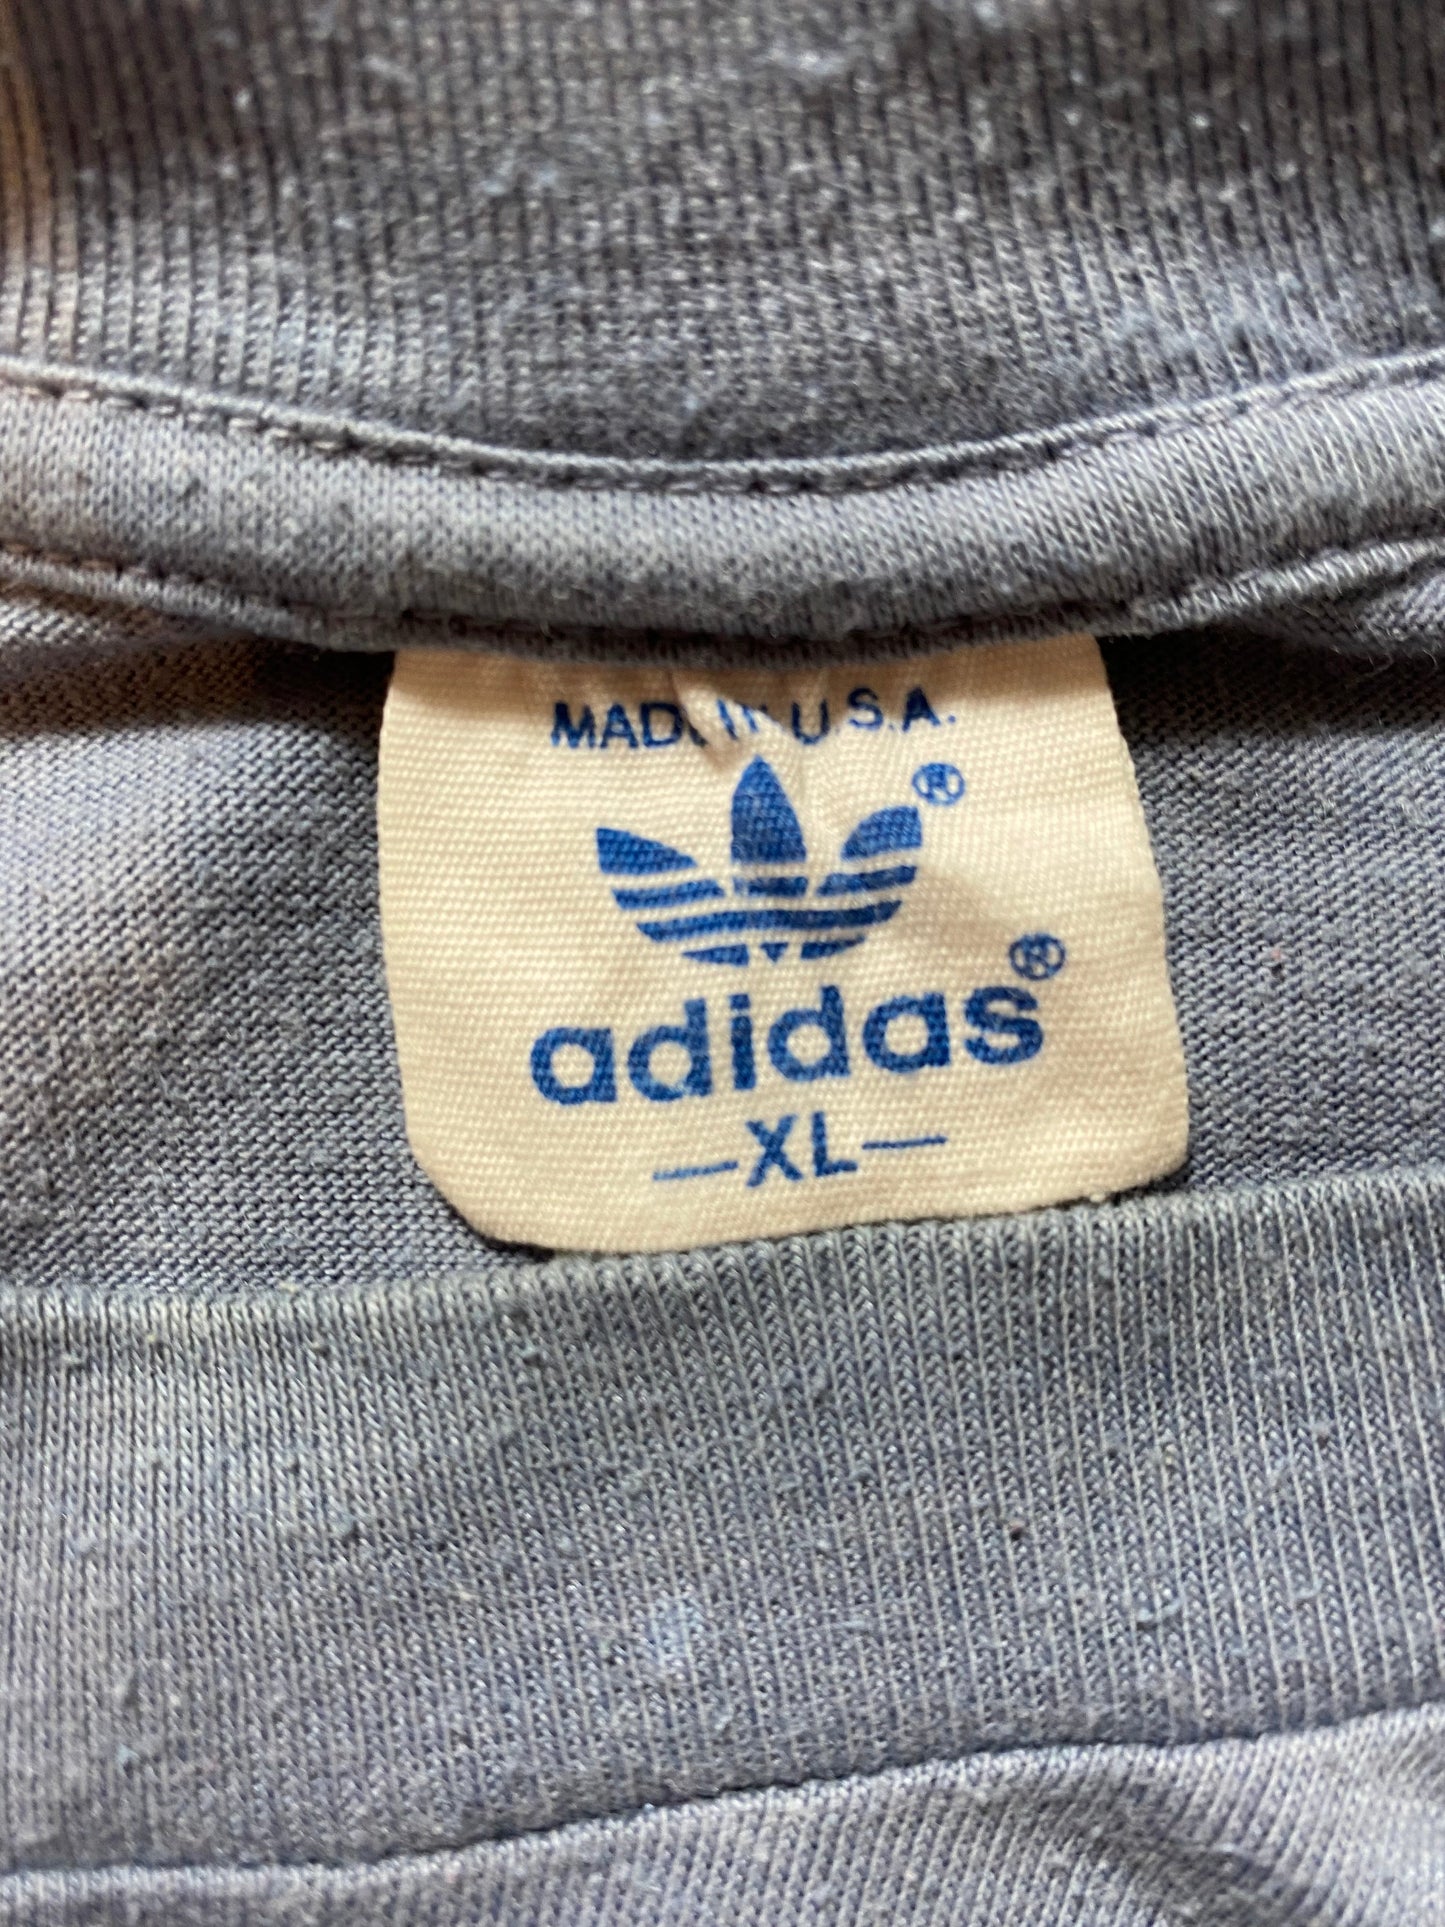 MADE IN U.S.A.
®
adidas®
—XL—